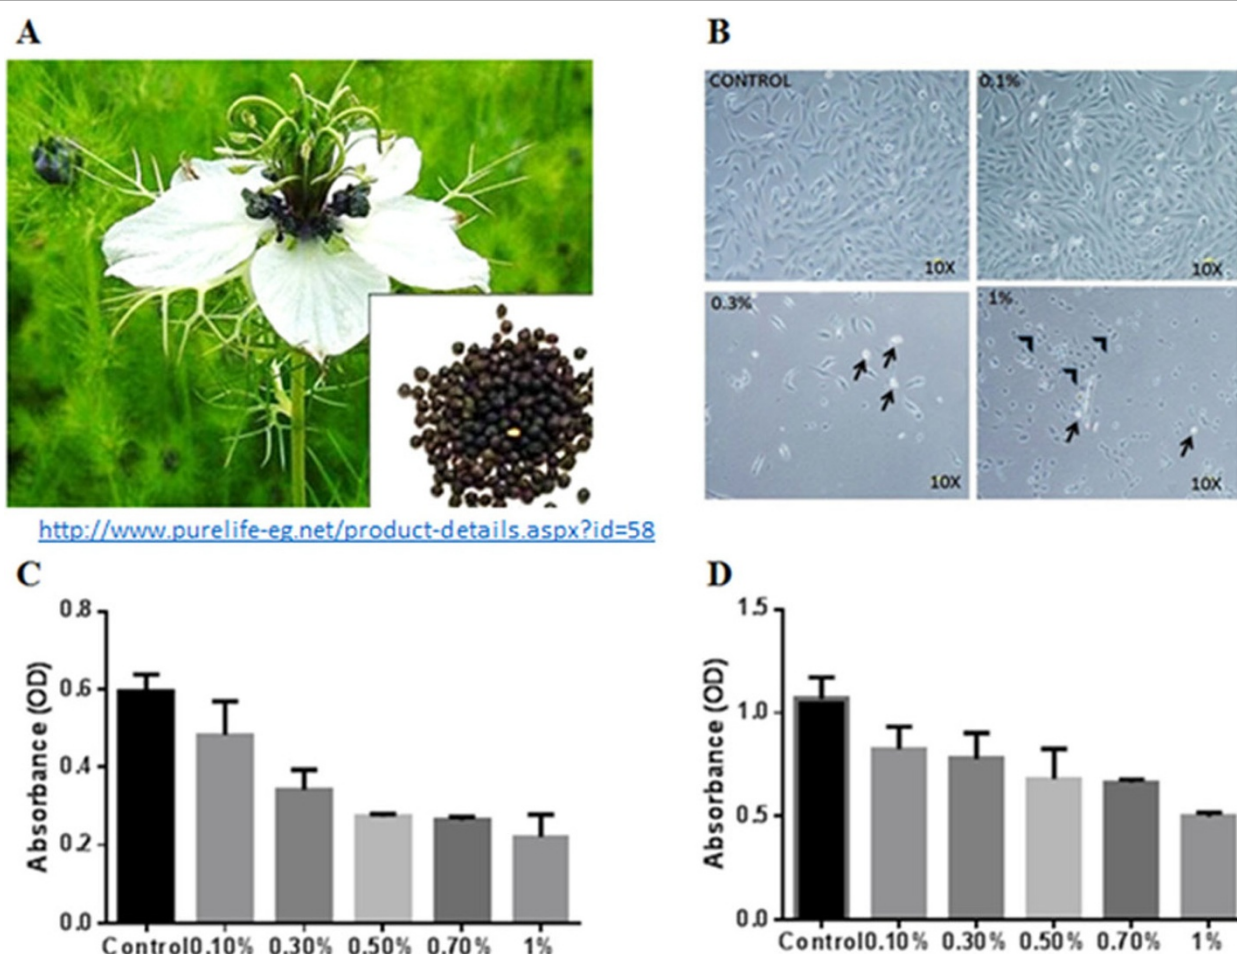 A
B
CONTROL
10X
0.1%
10X
0.3%
10X
1%
10X
http://www.purelife-eg.net/product-details.aspx?id=58
C
0.8
0.6
0.4
0.2
0.0
Absorbance (OD)
Control 0.10% 0.30% 0.50% 0.70% 1%
D
1.5
1.0
0.5
0.0
Absorbance (OD)
Control 0.10% 0.30% 0.50% 0.70% 1%